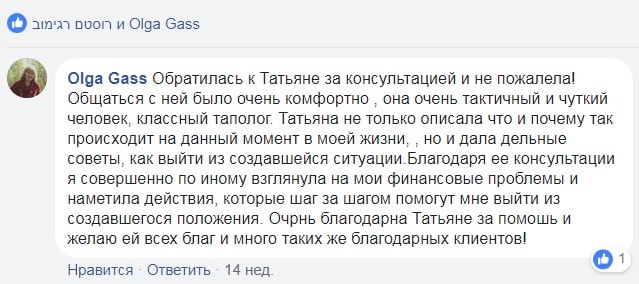 רוסטם רגימוב и Olga Gass
Olga Gass Обратилась к Татьяне за консультацией и не пожалела!
Общаться с ней было очень комфортно , она очень тактичный и чуткий
человек, классный таполог. Татьяна не только описала что и почему так
происходит на данный момент в моей жизни, , но и дала дельные
советы, как выйти из создавшейся ситуации.Благодаря ее консультации
я совершенно по иному взглянула на мои финансовые проблемы и
наметила действия, которые шаг за шагом помогут мне выйти из
создавшегося положения. Очрнь благодарна Татьяне за помошь и
желаю ей всех благ и много таких же благодарных клиентов!
1
Нравится · Ответить · 14 нед.